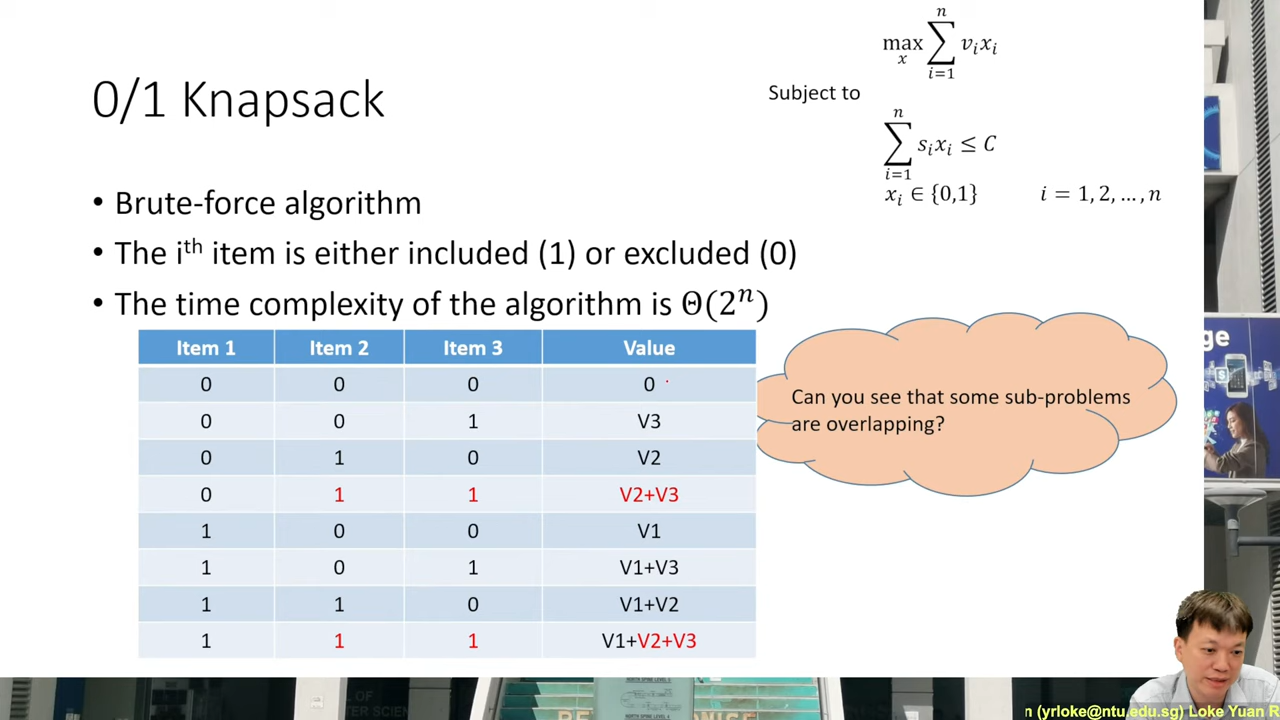 0/1 Knapsack
max x ∑ i=1 n v_i x_i
Subject to
∑ i=1 n s_i x_i ≤ C
x_i ∈ {0,1} i = 1, 2, …, n
• Brute-force algorithm
• The i^th item is either included (1) or excluded (0)
• The time complexity of the algorithm is Θ(2^n)
Item 1 Item 2 Item 3 Value
0 0 0 0
0 0 1 V3
0 1 0 V2
0 1 1 V2+V3
1 0 0 V1
1 0 1 V1+V3
1 1 0 V1+V2
1 1 1 V1+V2+V3
Can you see that some sub-problems
are overlapping?
ge
n (yrloke@ntu.edu.sg) Loke Yuan R